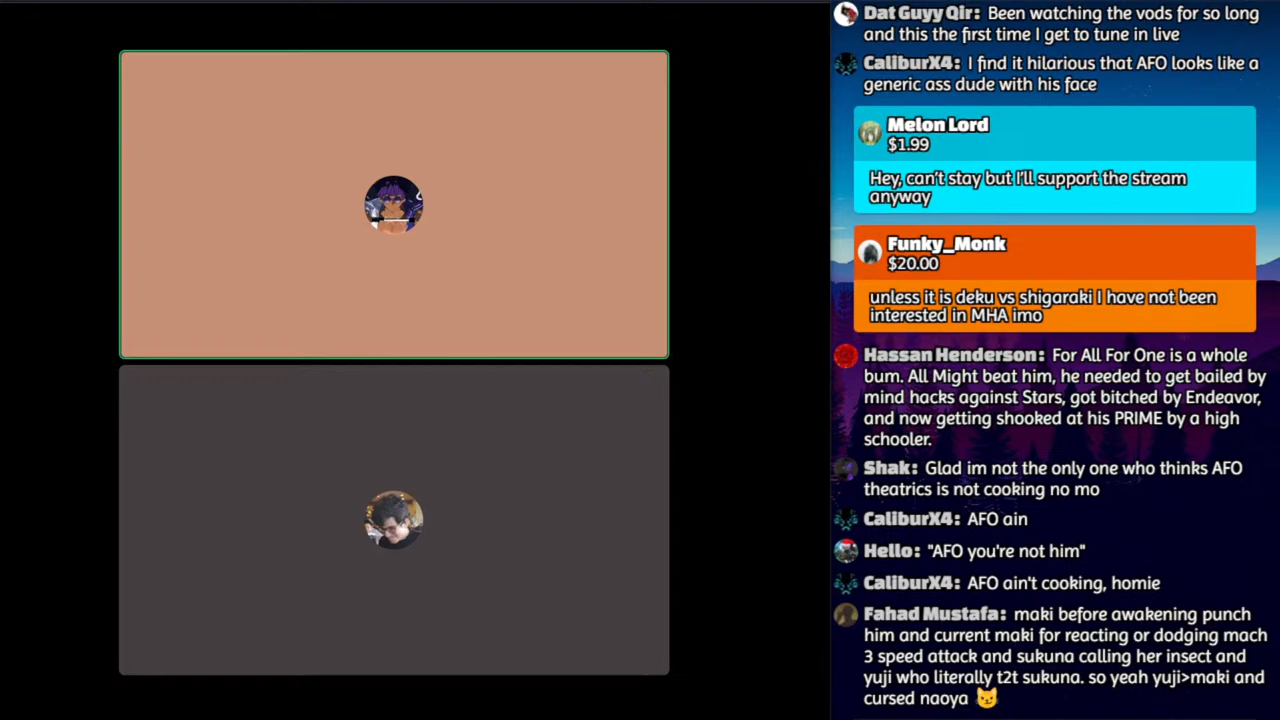 Dat Guyy Qir: Been watching the vods for so long
and this the first time I get to tune in live
CaliburX4: I find it hilarious that AFO looks like a
generic ass dude with his face
Melon Lord
$1.99
Hey, can't stay but I'll support the stream
anyway
Funky_Monk
$20.00
unless it is deku vs shigaraki I have not been
interested in MHA imo
Hassan Henderson: For All For One is a whole
bum. All Might beat him, he needed to get bailed by
mind hacks against Stars, got bitched by Endeavor,
and now getting shooked at his PRIME by a high
schooler.
Shak: Glad im not the only one who thinks AFO
theatrics is not cooking no mo
CaliburX4: AFO ain
Hello: "AFO you're not him"
CaliburX4: AFO ain't cooking, homie
Fahad Mustafa: maki before awakening punch
him and current maki for reacting or dodging mach
3 speed attack and sukuna calling her insect and
yuji who literally t2t sukuna. so yeah yuji>maki and
cursed naoya 😼